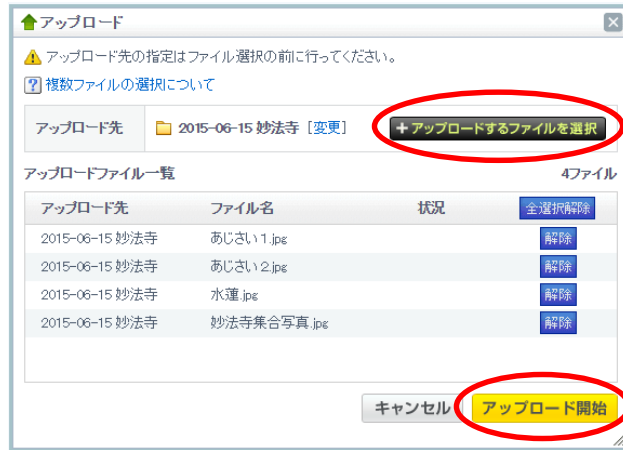 アップロード
アップロード先の指定はファイル選択の前に行ってください。
? 複数ファイルの選択について
アップロード先 2015-06-15 妙法寺 [変更] +アップロードするファイルを選択
アップロードファイル一覧 4ファイル
アップロード先 ファイル名 状況 全選択解除
2015-06-15 妙法寺 あじさい1.jpg 解除
2015-06-15 妙法寺 あじさい2.jpg 解除
2015-06-15 妙法寺 水蓮.jpg 解除
2015-06-15 妙法寺 妙法寺集合写真.jpg 解除
キャンセル アップロード開始